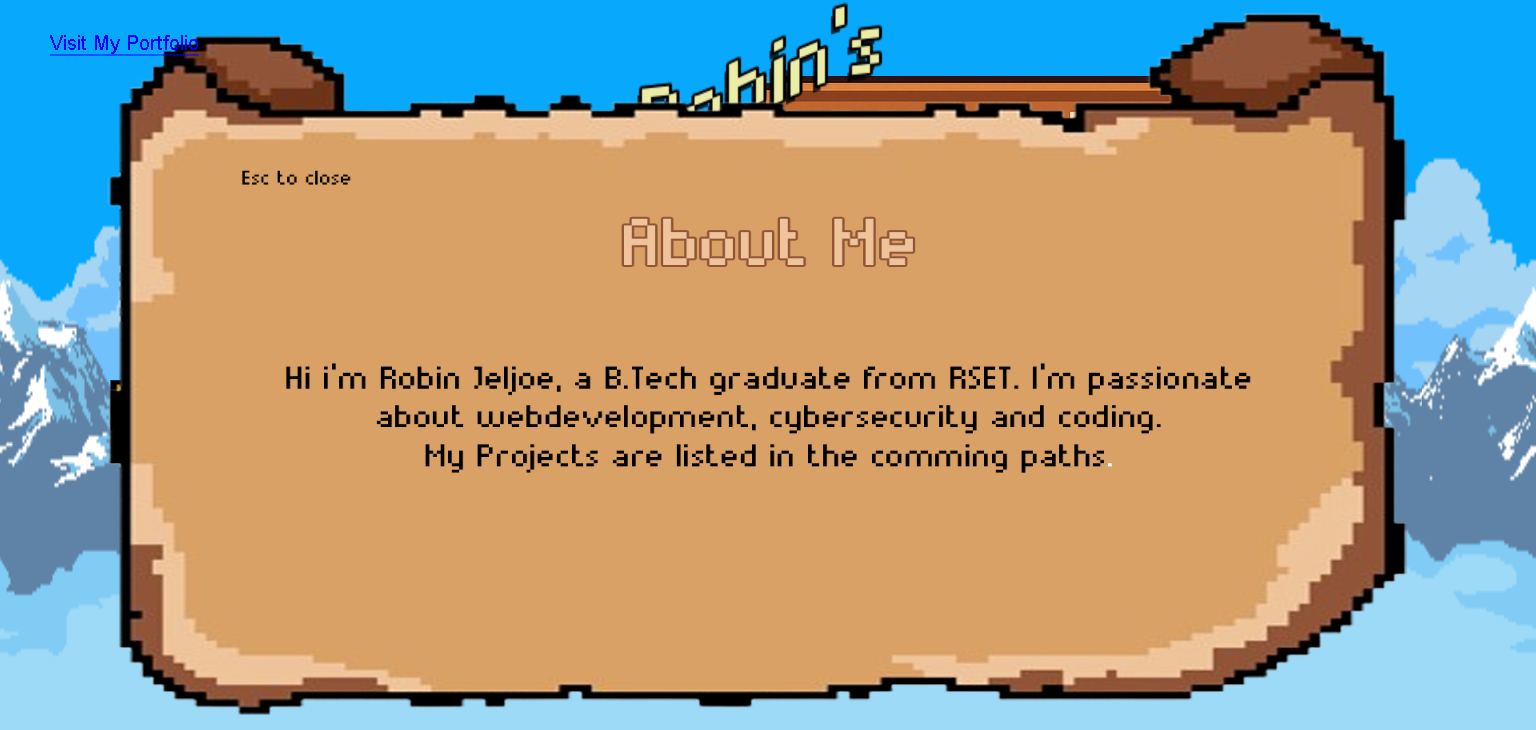 Visit My Portfolio
Robin's
Esc to close
About Me
Hi i'm Robin Jeljoe, a B.Tech graduate from RSET. I'm passionate
about webdevelopment, cybersecurity and coding.
My Projects are listed in the comming paths.